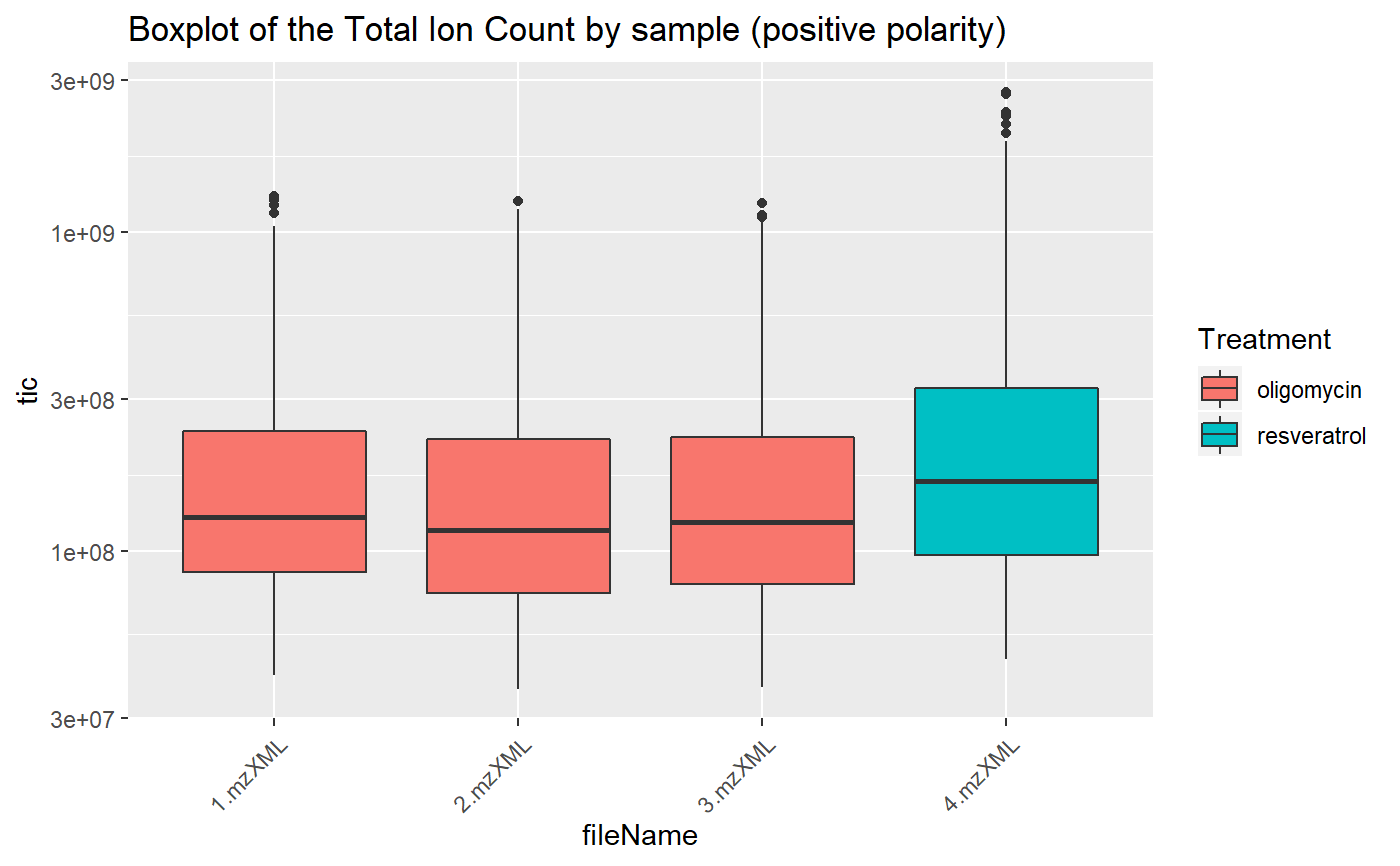 Boxplot of the Total Ion Count by sample (positive polarity)
3e+09
1e+09
3e+08
1e+08
3e+07
tic
1.mzXML
2.mzXML
3.mzXML
4.mzXML
fileName
Treatment
oligomycin
resveratrol